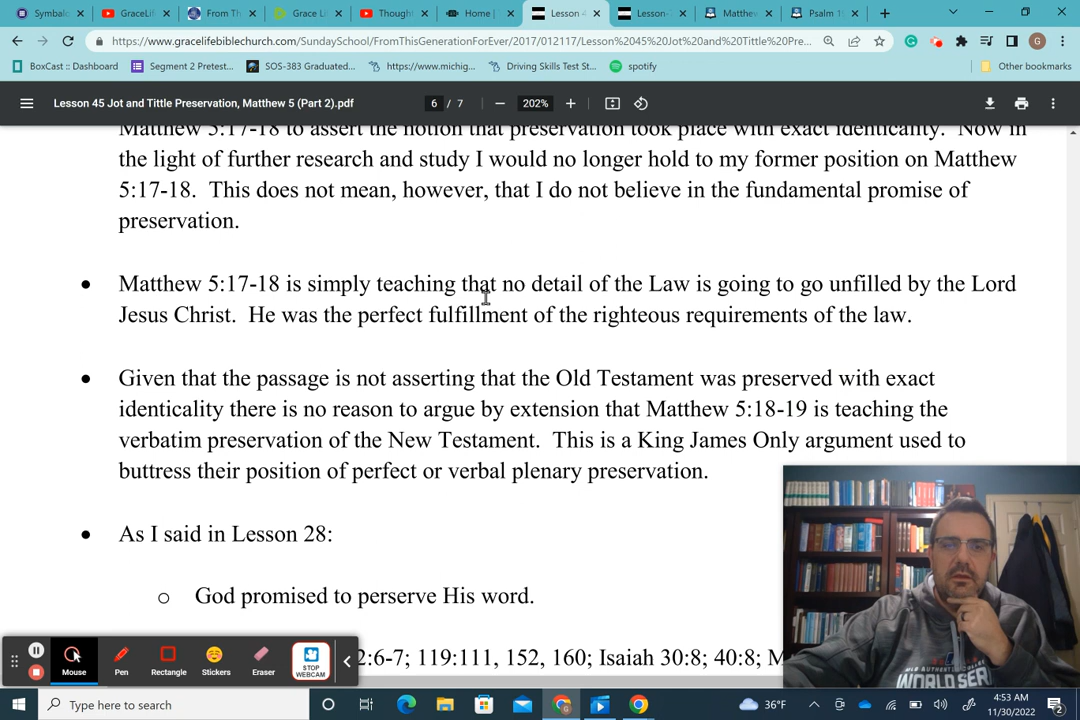 Symbalo
GraceLif
From Th
Grace Li
Though
Home |
Lesson 4
Lesson-
Matthew
Psalm 1
https://www.gracelifebiblechurch.com/SundaySchool/FromThisGenerationForEver/2017/012117/Lesson%2045%20Jot%20and%20Tittle%20Pre...
G
BoxCast :: Dashboard
Segment 2 Pretest...
SOS-383 Graduated...
https://www.michig...
Driving Skills Test St...
spotify
Other bookmarks
Lesson 45 Jot and Tittle Preservation, Matthew 5 (Part 2).pdf
6 / 7
202%
Matthew 5:17-18 to assert the notion that preservation took place with exact identicality. Now in
the light of further research and study I would no longer hold to my former position on Matthew
5:17-18. This does not mean, however, that I do not believe in the fundamental promise of
preservation.
• Matthew 5:17-18 is simply teaching that no detail of the Law is going to go unfilled by the Lord
Jesus Christ. He was the perfect fulfillment of the righteous requirements of the law.
• Given that the passage is not asserting that the Old Testament was preserved with exact
identicality there is no reason to argue by extension that Matthew 5:18-19 is teaching the
verbatim preservation of the New Testament. This is a King James Only argument used to
buttress their position of perfect or verbal plenary preservation.
• As I said in Lesson 28:
o God promised to perserve His word.
2:6-7; 119:111, 152, 160; Isaiah 30:8; 40:8; M
Mouse
Pen
Rectangle
Stickers
Eraser
STOP
WEBCAM
WORLD SER
Type here to search
36°F
4:53 AM
11/30/2022
2